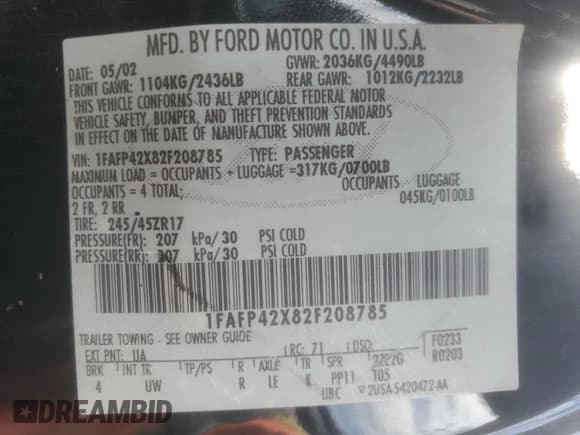 MFD. BY FORD MOTOR CO. IN U.S.A.
DATE: 05/02 GVWR: 2036KG/4490LB
FRONT GAWR: 1104KG/2436LB REAR GAWR: 1012KG/2232LB
THIS VEHICLE CONFORMS TO ALL APPLICABLE FEDERAL MOTOR
VEHICLE SAFETY, BUMPER, AND THEFT PREVENTION STANDARDS
IN EFFECT ON THE DATE OF MANUFACTURE SHOWN ABOVE.
VIN: 1FAFP42X82F208785 TYPE: PASSENGER
MAXIMUM LOAD = OCCUPANTS + LUGGAGE =317KG/0700LB
OCCUPANTS = 4 TOTAL; OCCUPANTS LUGGAGE
2 FR, 2 RR 045KG/0100LB
TIRE: 245/45ZR17
PRESSURE(FR): 207 kPa/30 PSI COLD
PRESSURE(RR): 207 kPa/30 PSI COLD
1FAFP42X82F208785
TRAILER TOWING - SEE OWNER GUIDE
EXT PNT: UA RC: 71 DSO: F0233
BRK INT TR TP/PS R AXLE TR SPR R0203
4 UW R LE K PP11 T05
UBC 2U5A-5420472-AA
DREAMBID